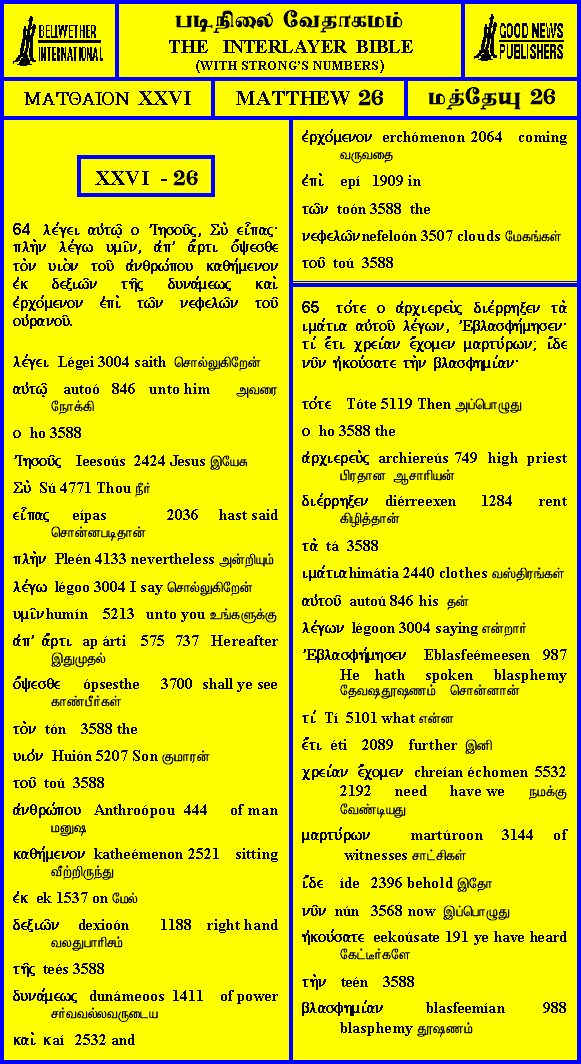 BELLWETHER
INTERNATIONAL
படிநிலை வேதாகமம்
THE INTERLAYER BIBLE
(WITH STRONG'S NUMBERS)
GOOD NEWS
PUBLISHERS
ΜΑΤΘΑΙΟΝ XXVI
MATTHEW 26
மத்தேயு 26
XXVI - 26
64 λέγει αὐτῷ ο Ἰησοῦς, Σὺ εἶπας·
πλὴν λέγω υμῖν, ἀπ' ἄρτι ὄψεσθε
τὸν υιὸν τοῦ ἀνθρώπου καθήμενον
ἐκ δεξιῶν τῆς δυνάμεως καὶ
ἐρχόμενον ἐπὶ τῶν νεφελῶν τοῦ
οὐρανοῦ.
λέγει Légei 3004 saith சொல்லுகிறேன்
αὐτῷ autoó 846 unto him அவரை
நோக்கி
ο ho 3588
Ἰησοῦς Ieesoús 2424 Jesus இயேசு
Σὺ Sú 4771 Thou நீர்
εἶπας eípas 2036 hast said
சொன்னபடிதான்
πλὴν Pleén 4133 nevertheless அன்றியும்
λέγω légoo 3004 I say சொல்லுகிறேன்
υμῖν humín 5213 unto you உங்களுக்கு
ἀπ' ἄρτι ap árti 575 737 Hereafter
இதுமுதல்
ὄψεσθε ópsesthe 3700 shall ye see
காண்பீர்கள்
τὸν tón 3588 the
υιόν Huión 5207 Son குமாரன்
τοῦ toú 3588
ἀνθρώπου Anthroópou 444 of man
மனுஷ
καθήμενον katheémenon 2521 sitting
வீற்றிருந்து
ἐκ ek 1537 on மேல்
δεξιῶν dexioón 1188 right hand
வலதுபாரிசம்
τῆς teés 3588
δυνάμεως dunámeoos 1411 of power
சர்வவல்லவருடைய
καὶ kaí 2532 and
ἐρχόμενον erchómenon 2064 coming
வருவதை
ἐπὶ epí 1909 in
τῶν toón 3588 the
νεφελῶν nefeloón 3507 clouds மேகங்கள்
τοῦ toú 3588
65 τότε ο ἀρχιερεὺς διέρρηξεν τὰ
ιμάτια αὐτοῦ λέγων, Ἐβλασφήμησεν·
τί ἔτι χρείαν ἔχομεν μαρτύρων; ἴδε
νῦν ἠκούσατε τὴν βλασφημίαν·
τότε Tóte 5119 Then அப்பொழுது
ο ho 3588 the
ἀρχιερεὺς archiereús 749 high priest
பிரதான ஆசாரியன்
διέρρηξεν diérreexen 1284 rent
கிழித்தான்
τὰ tá 3588
ιμάτια himátia 2440 clothes வஸ்திரங்கள்
αὐτοῦ autoú 846 his தன்
λέγων légoon 3004 saying என்றார்
Ἐβλασφήμησεν Eblasfeémeesen 987
He hath spoken blasphemy
தேவஷதூஷணம் சொன்னான்
τί Tí 5101 what என்ன
ἔτι éti 2089 further இனி
χρείαν ἔχομεν chreían échomen 5532
2192 need have we நமக்கு
வேண்டியது
μαρτύρων martúroon 3144 of
witnesses சாட்சிகள்
ἴδε íde 2396 behold இதோ
νῦν nún 3568 now இப்பொழுது
ἠκούσατε eekoúsate 191 ye have heard
கேட்டீர்களே
τὴν teén 3588
βλασφημίαν blasfeemían 988
blasphemy தூஷணம்